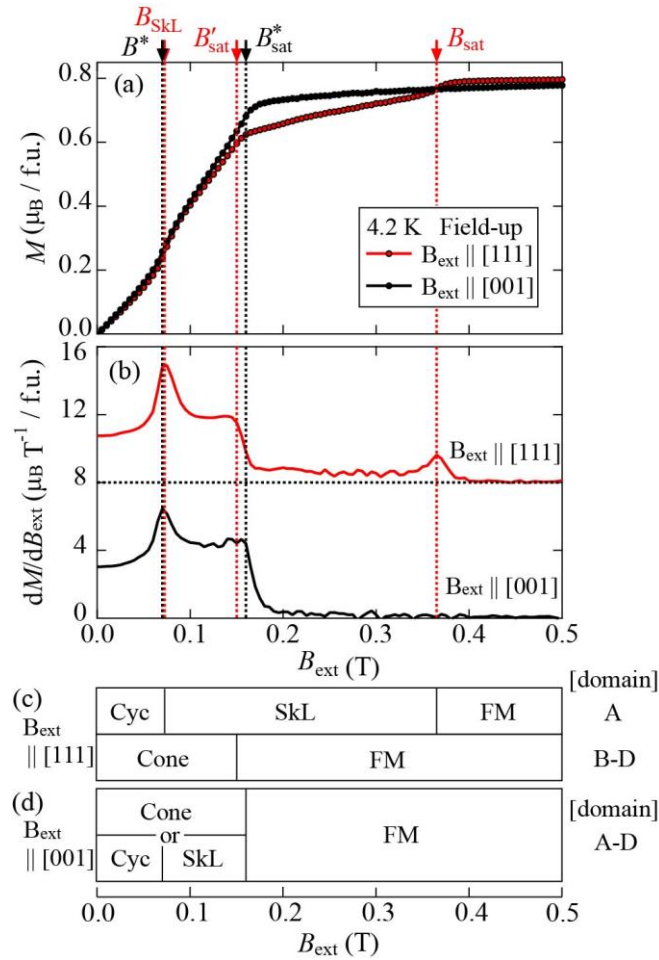 B_SkL
B* B′_sat B*_sat B_sat
0.8
(a)
0.6
0.4
0.2
0.0
M (μ_B / f.u.)
4.2 K Field-up
B_ext || [111]
B_ext || [001]
16
(b)
12
8
4
0
dM/dB_ext (μ_B T⁻¹ / f.u.)
B_ext || [111]
B_ext || [001]
0.0 0.1 0.2 0.3 0.4 0.5
B_ext (T)
(c)
[domain]
B_ext
|| [111]
Cyc SkL FM A
Cone FM B-D
(d)
[domain]
B_ext
|| [001]
Cone
or
Cyc SkL
FM
A-D
0.0 0.1 0.2 0.3 0.4 0.5
B_ext (T)